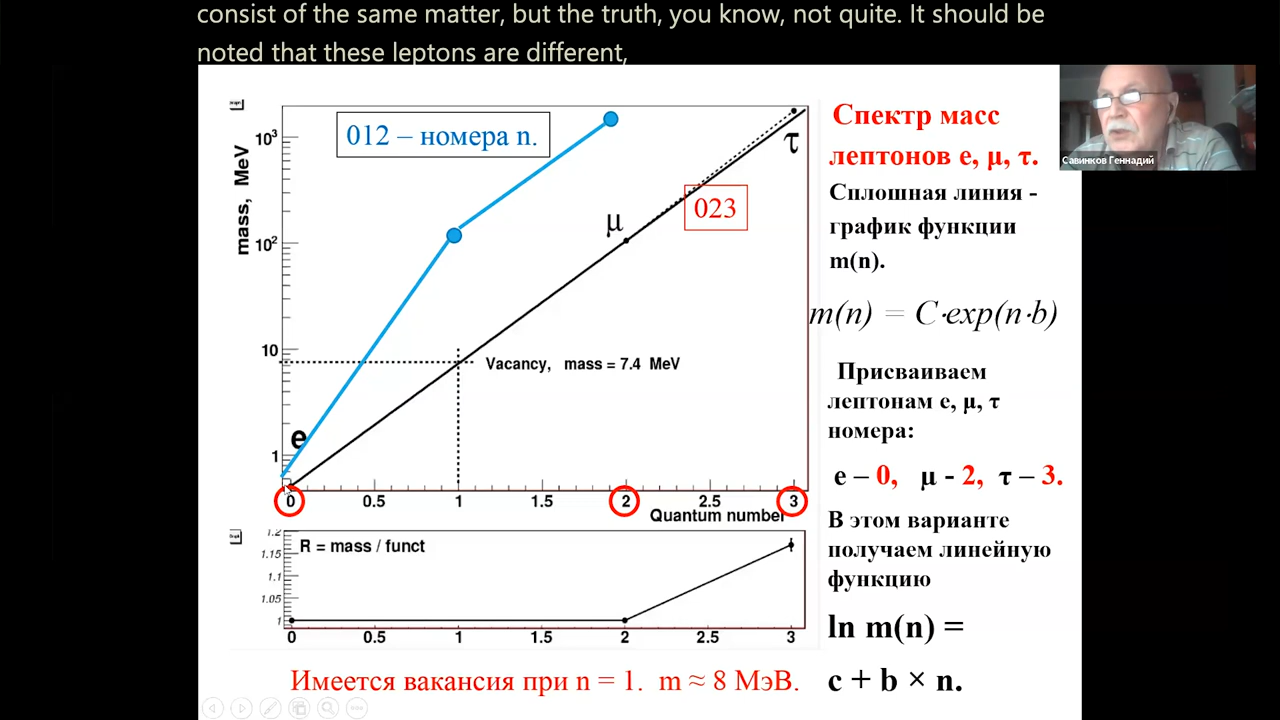 consist of the same matter, but the truth, you know, not quite. It should be
noted that these leptons are different,
Савинков Геннадий
012 – номера n.
mass, MeV
10³
10²
10
1
e
μ
τ
023
Vacancy, mass = 7.4 MeV
0 0.5 1 1.5 2 2.5 3
Quantum number
R = mass / funct
1.2
1.15
1.1
1.05
1
0 0.5 1 1.5 2 2.5 3
Имеется вакансия при n = 1. m ≈ 8 МэВ.
Спектр масс
лептонов e, μ, τ.
Сплошная линия -
график функции
m(n).
m(n) = C·exp(n·b)
Присваиваем
лептонам e, μ, τ
номера:
e – 0, μ - 2, τ – 3.
В этом варианте
получаем линейную
функцию
ln m(n) =
c + b × n.